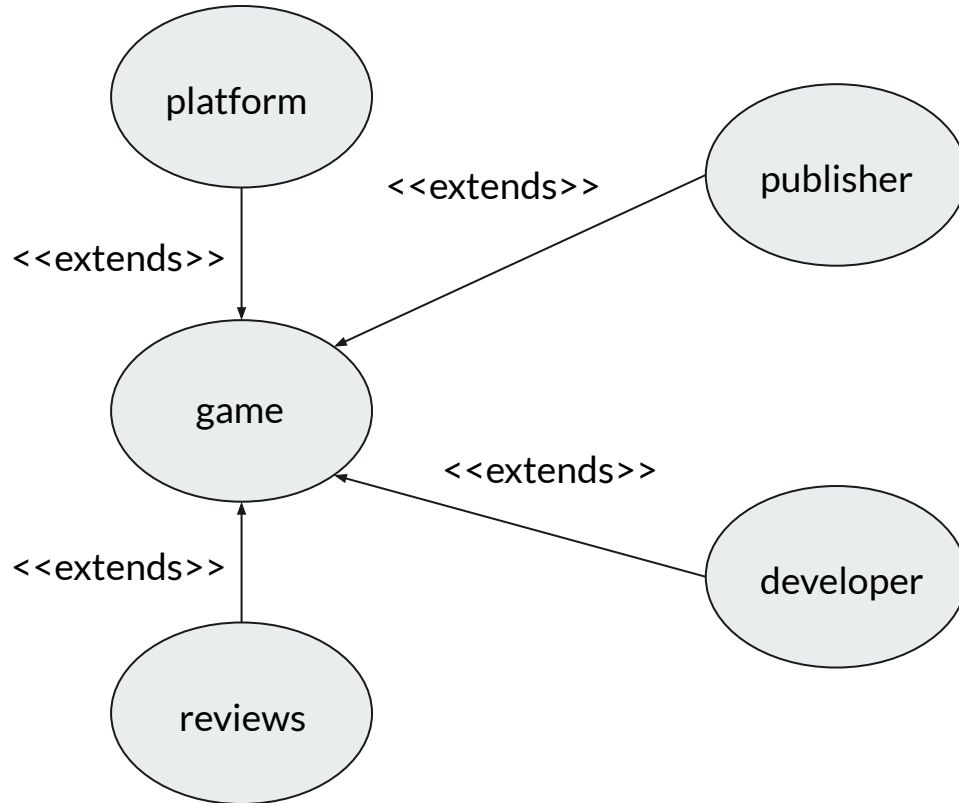 platform
<<extends>>
publisher
<<extends>>
game
<<extends>>
<<extends>>
developer
reviews